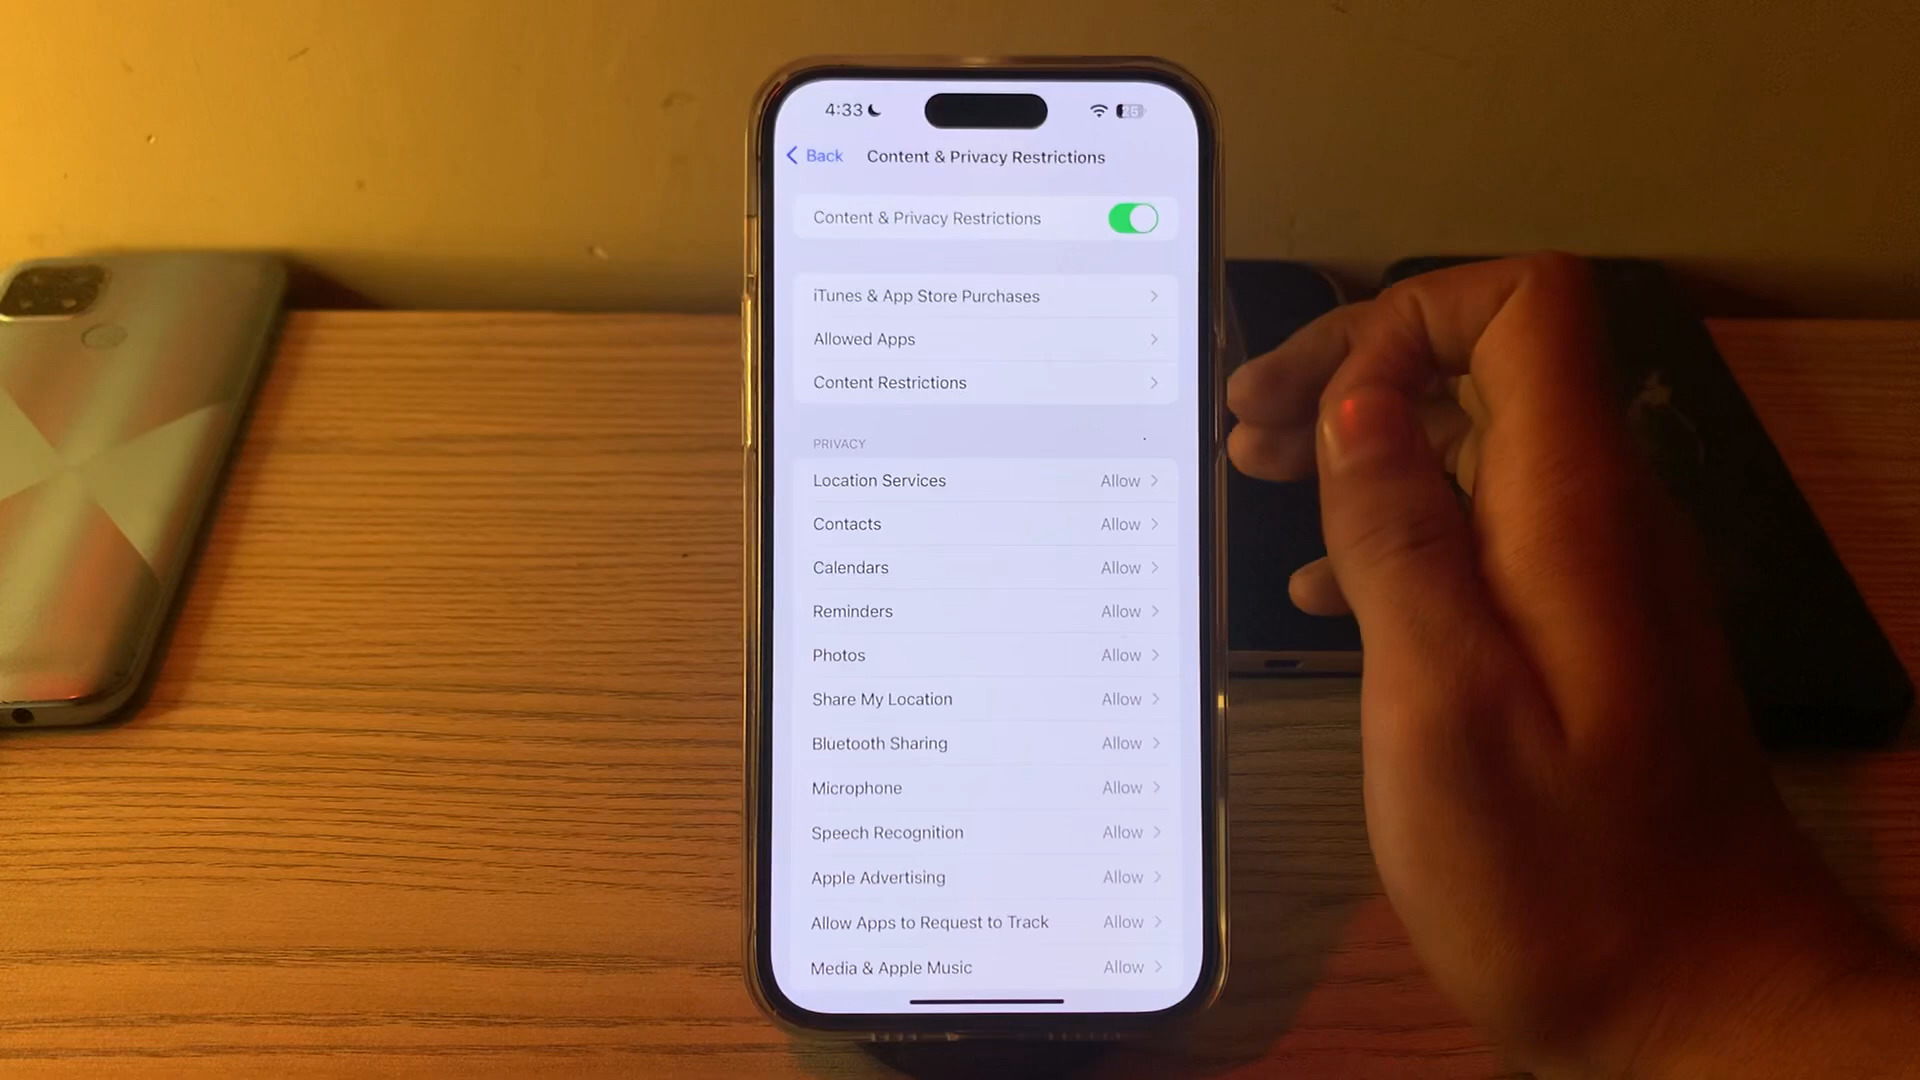 4:33
25
Back Content & Privacy Restrictions
Content & Privacy Restrictions
iTunes & App Store Purchases
Allowed Apps
Content Restrictions
PRIVACY
Location Services Allow
Contacts Allow
Calendars Allow
Reminders Allow
Photos Allow
Share My Location Allow
Bluetooth Sharing Allow
Microphone Allow
Speech Recognition Allow
Apple Advertising Allow
Allow Apps to Request to Track Allow
Media & Apple Music Allow